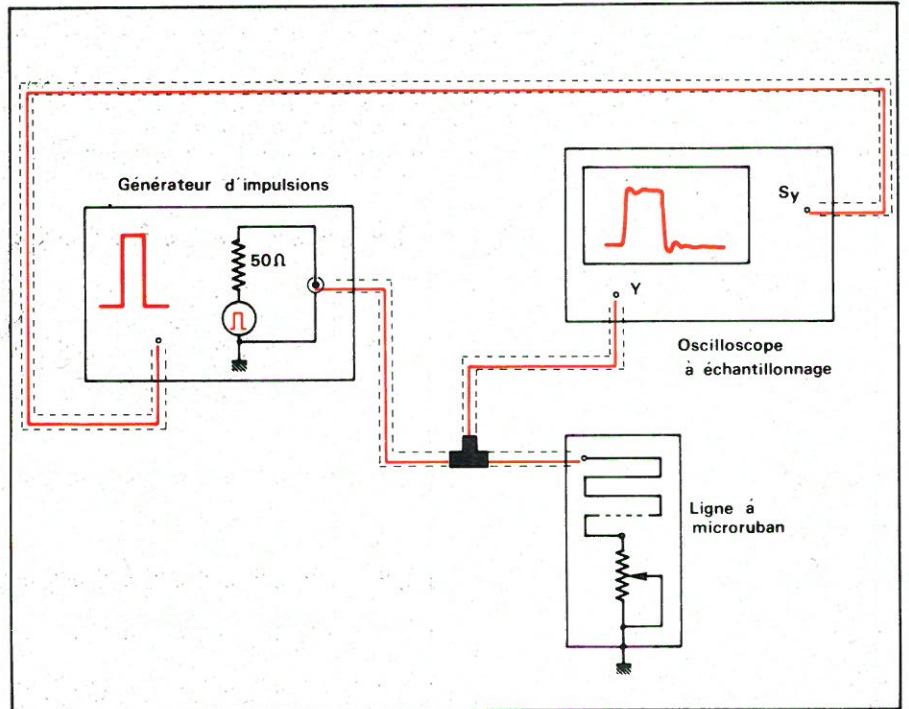 Générateur d'impulsions
50Ω
Sy
Y
Oscilloscope
à échantillonnage
Ligne à
microruban